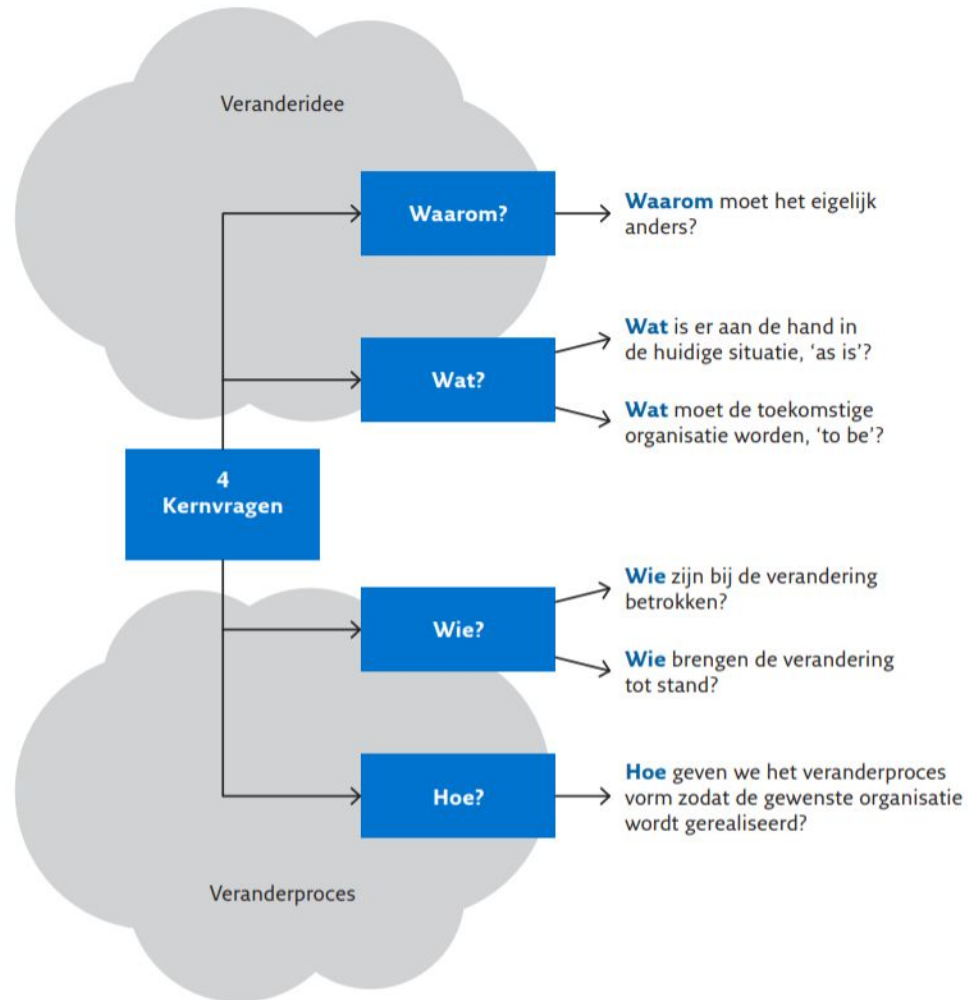 Veranderidee
Waarom?
Waarom moet het eigelijk
anders?
Wat?
Wat is er aan de hand in
de huidige situatie, ‘as is’?
Wat moet de toekomstige
organisatie worden, ‘to be’?
4
Kernvragen
Wie?
Wie zijn bij de verandering
betrokken?
Wie brengen de verandering
tot stand?
Hoe?
Hoe geven we het veranderproces
vorm zodat de gewenste organisatie
wordt gerealiseerd?
Veranderproces